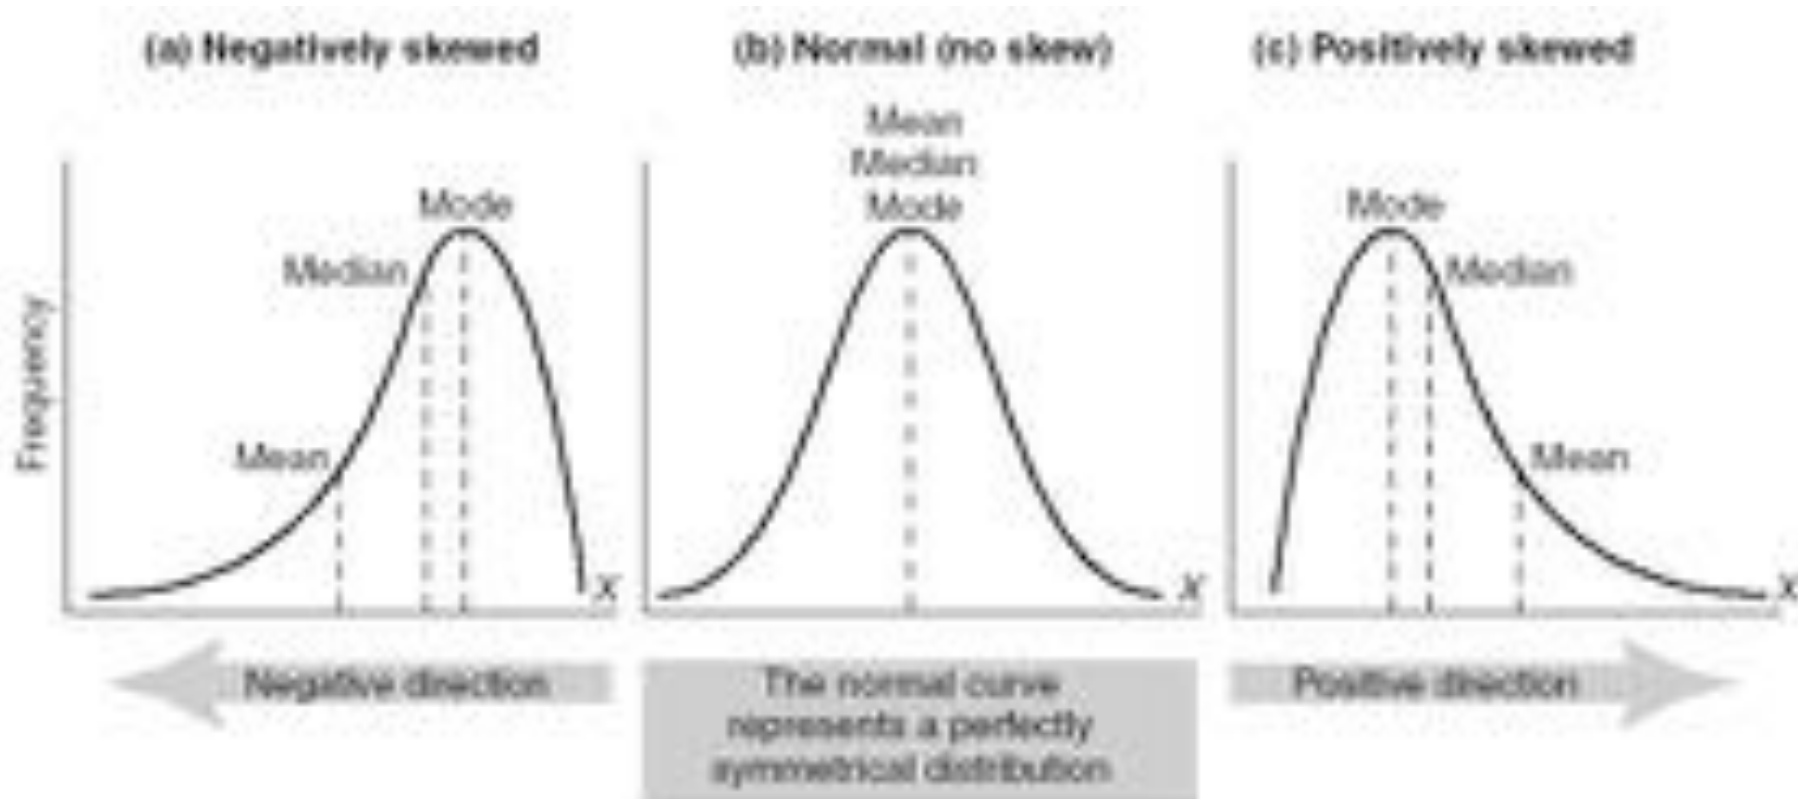 (a) Negatively skewed
(b) Normal (no skew)
(c) Positively skewed
Frequency
Mode
Median
Mean
X
Mean
Median
Mode
X
Mode
Median
Mean
X
Negative direction
The normal curve
represents a perfectly
symmetrical distribution
Positive direction